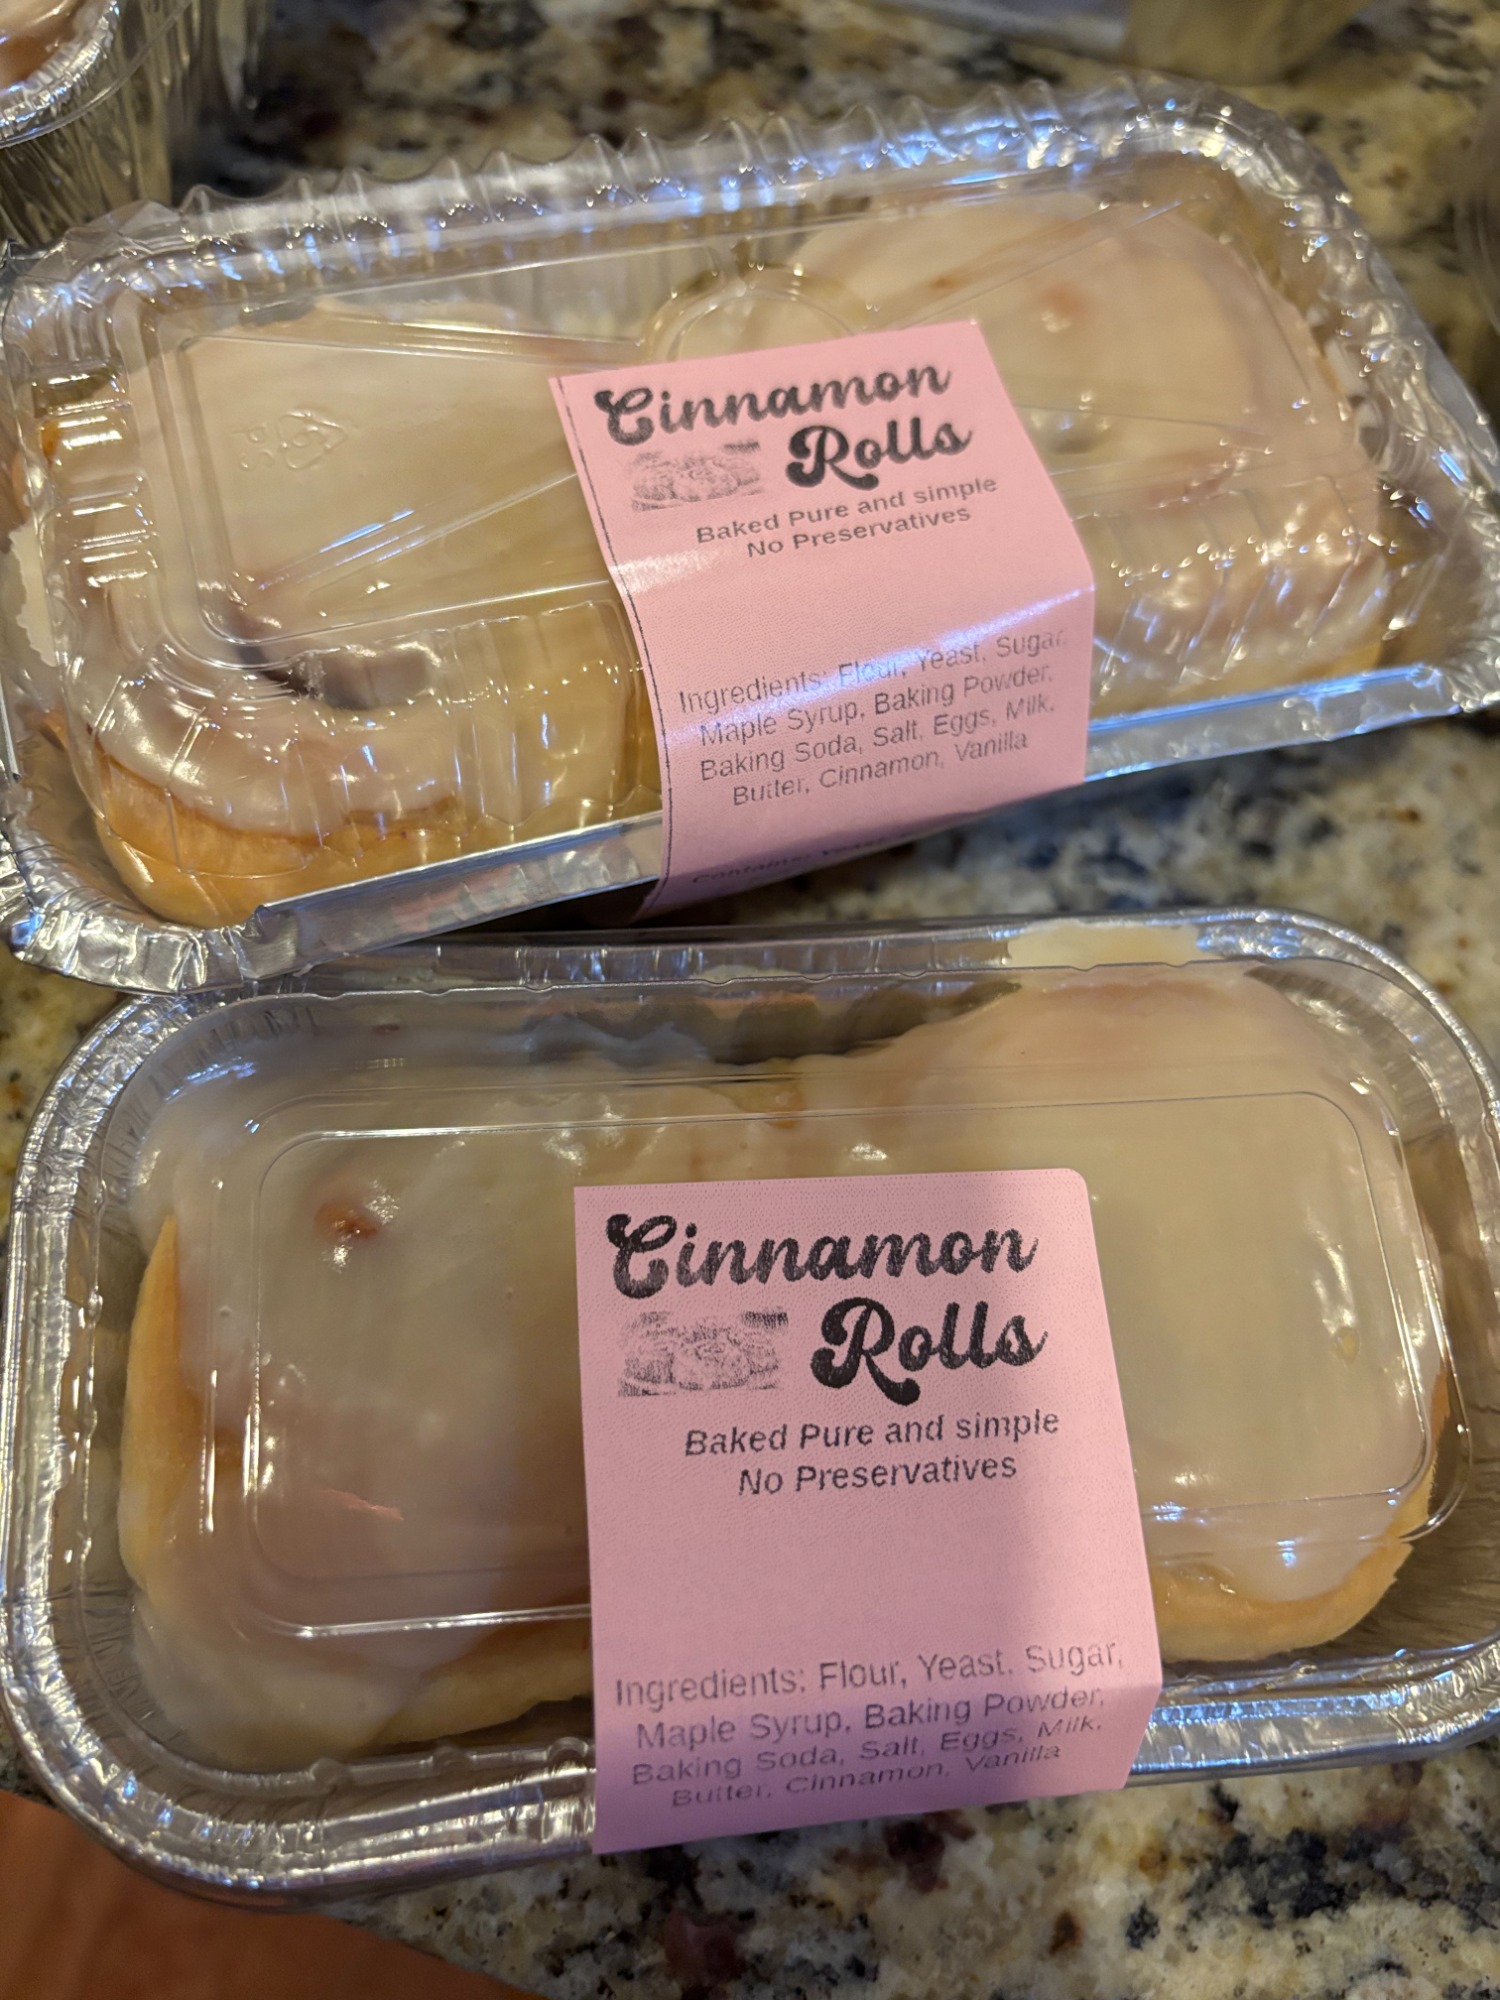 Cinnamon
Rolls
Baked Pure and simple
No Preservatives
Ingredients: Flour, Yeast, Sugar,
Maple Syrup, Baking Powder,
Baking Soda, Salt, Eggs, Milk,
Butter, Cinnamon, Vanilla
Contains:
Cinnamon
Rolls
Baked Pure and simple
No Preservatives
Ingredients: Flour, Yeast, Sugar,
Maple Syrup, Baking Powder,
Baking Soda, Salt, Eggs, Milk,
Butter, Cinnamon, Vanilla